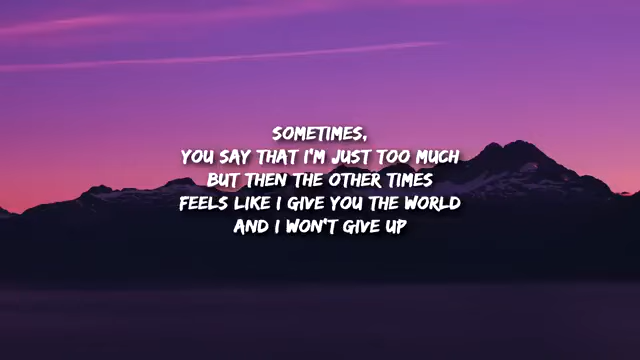 SOMETIMES,
YOU SAY THAT I'M JUST TOO MUCH
BUT THEN THE OTHER TIMES
FEELS LIKE I GIVE YOU THE WORLD
AND I WON'T GIVE UP